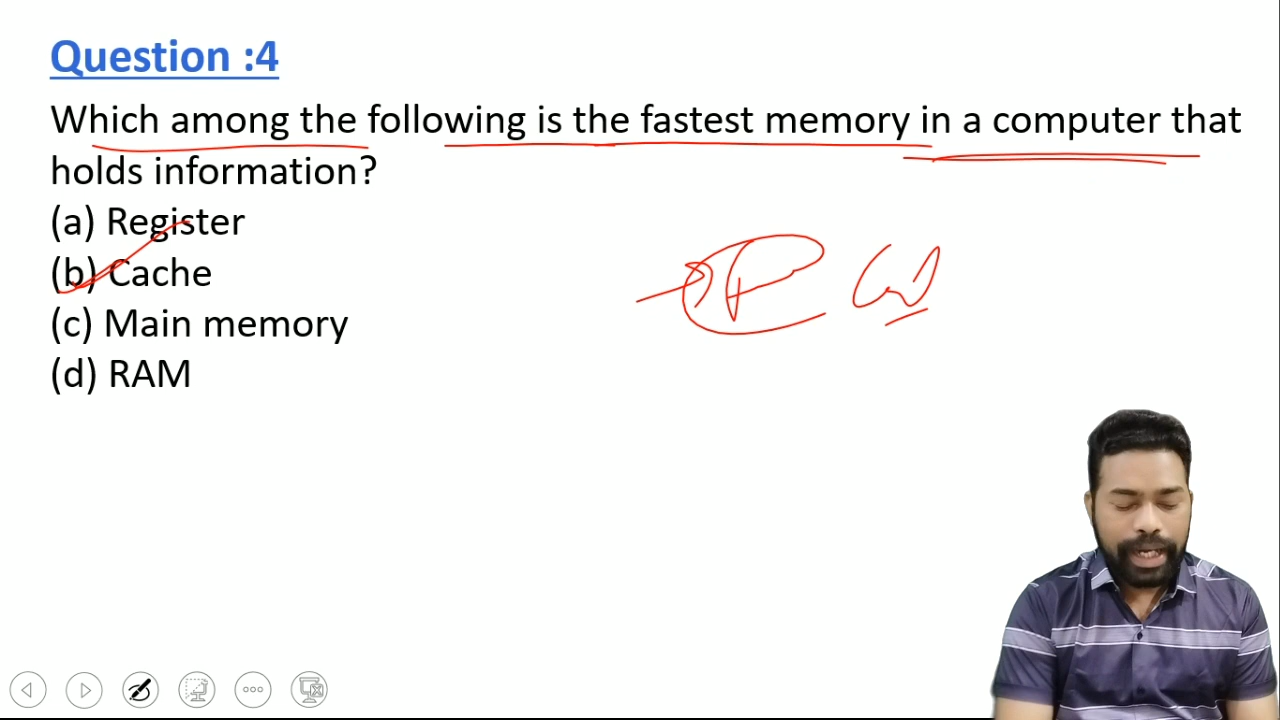 Question :4
Which among the following is the fastest memory in a computer that
holds information?
(a) Register
(b) Cache
(c) Main memory
(d) RAM